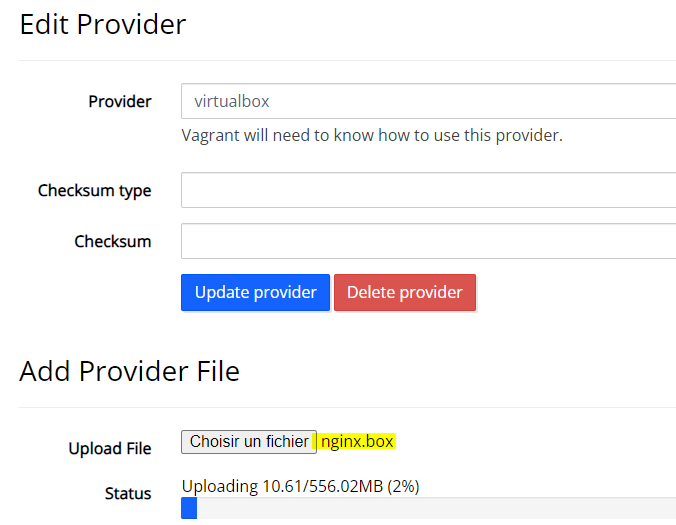 Edit Provider
Provider
virtualbox
Vagrant will need to know how to use this provider.
Checksum type
Checksum
Update provider
Delete provider
Add Provider File
Upload File
Choisir un fichier
nginx.box
Status
Uploading 10.61/556.02MB (2%)